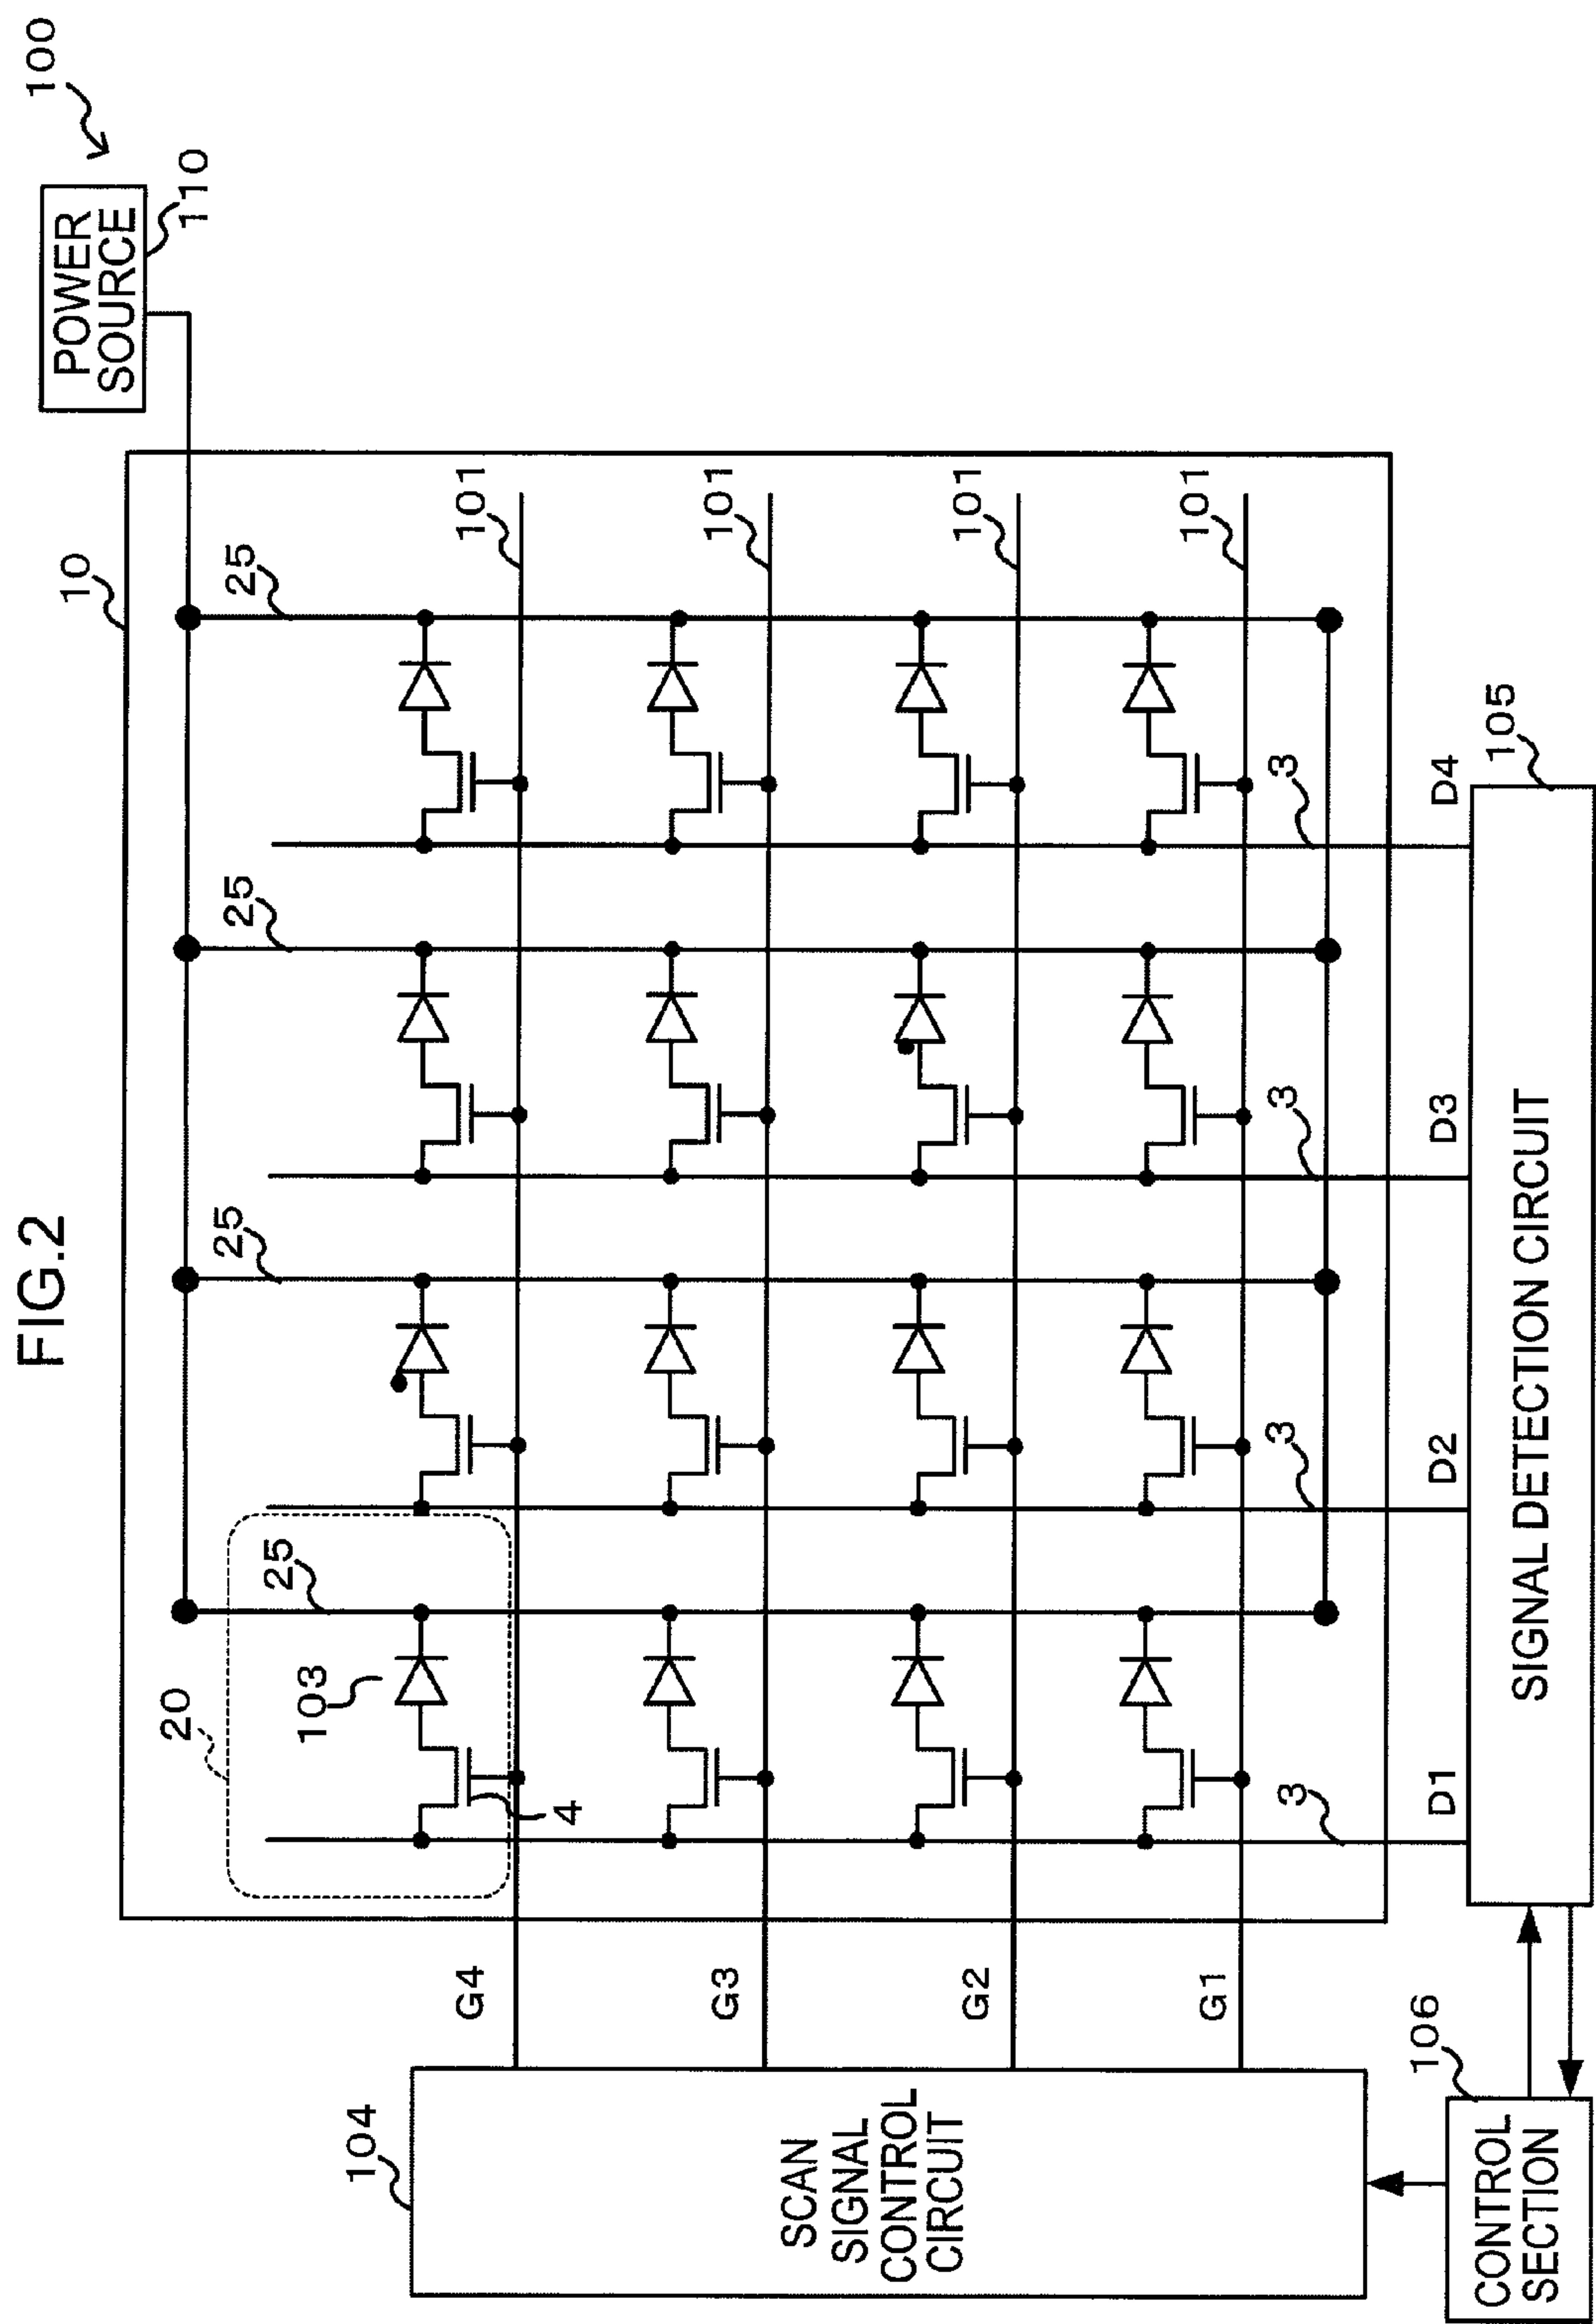 FIG.2
100
POWER
SOURCE
110
10
20
25
25
25
25
103
4
101
101
101
101
3
3
3
3
104
SCAN
SIGNAL
CONTROL
CIRCUIT
G4
G3
G2
G1
D1
D2
D3
D4
105
SIGNAL DETECTION CIRCUIT
106
CONTROL
SECTION